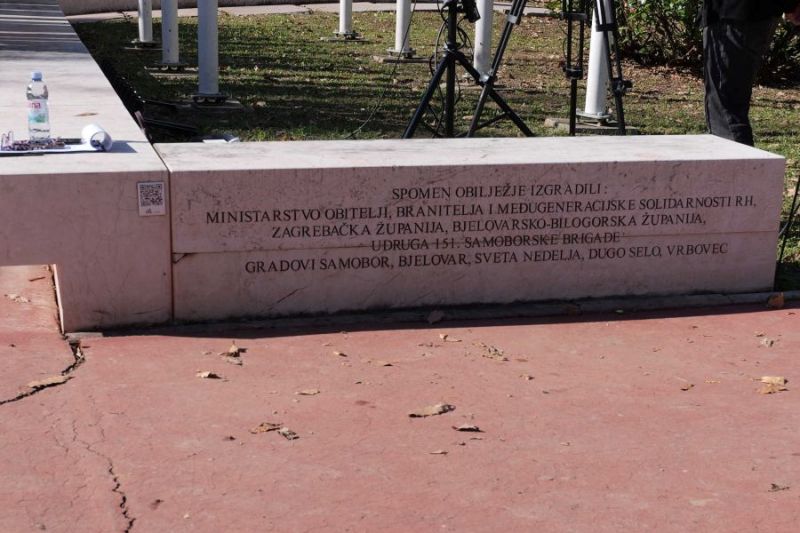 SPOMEN OBILJEŽJE IZGRADILI:
MINISTARSTVO OBITELJI, BRANITELJA I MEĐUGENERACIJSKE SOLIDARNOSTI RH,
ZAGREBAČKA ŽUPANIJA, BJELOVARSKO-BILOGORSKA ŽUPANIJA,
UDRUGA 151. SAMOBORSKE BRIGADE
GRADOVI SAMOBOR, BJELOVAR, SVETA NEDELJA, DUGO SELO, VRBOVEC